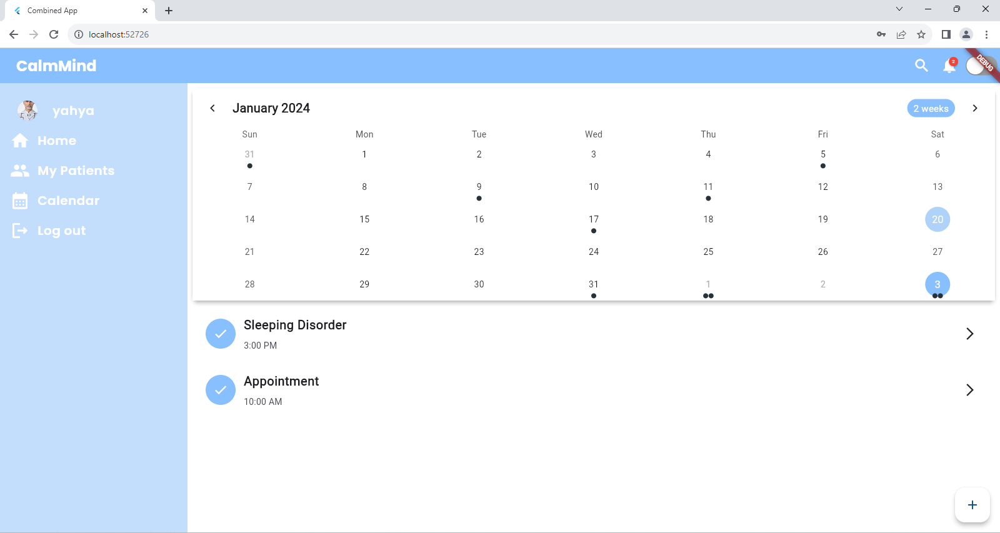 Combined App
localhost:52726
CalmMind
2
DEBUG
yahya
Home
My Patients
Calendar
Log out
January 2024
2 weeks
Sun Mon Tue Wed Thu Fri Sat
31 1 2 3 4 5 6
7 8 9 10 11 12 13
14 15 16 17 18 19 20
21 22 23 24 25 26 27
28 29 30 31 1 2 3
Sleeping Disorder
3:00 PM
Appointment
10:00 AM